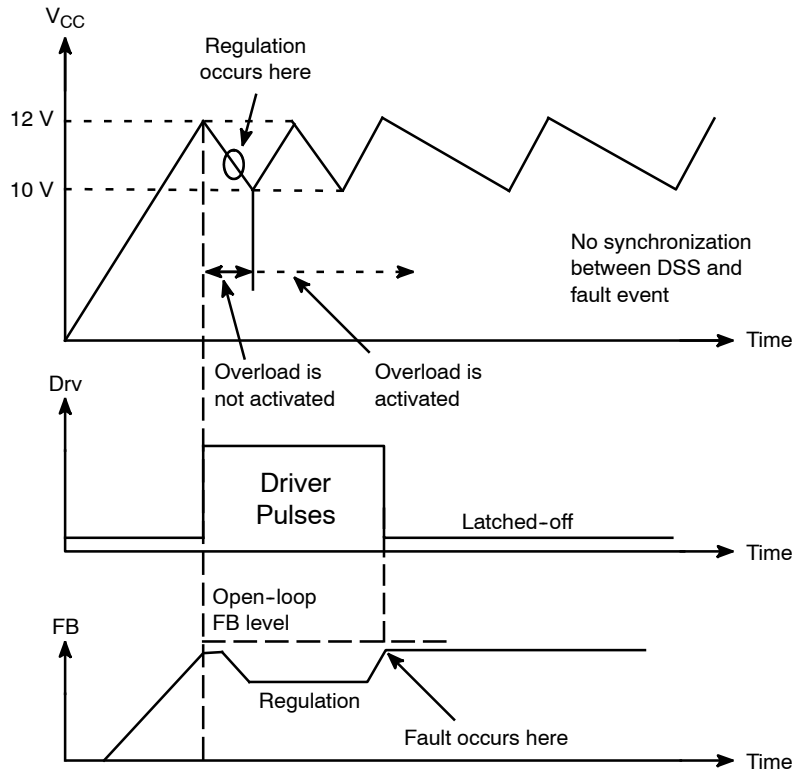 V_CC
Regulation
occurs here
12 V
10 V
No synchronization
between DSS and
fault event
Time
Overload is
not activated
Overload is
activated
Drv
Driver
Pulses
Latched-off
Time
Open-loop
FB level
FB
Regulation
Fault occurs here
Time